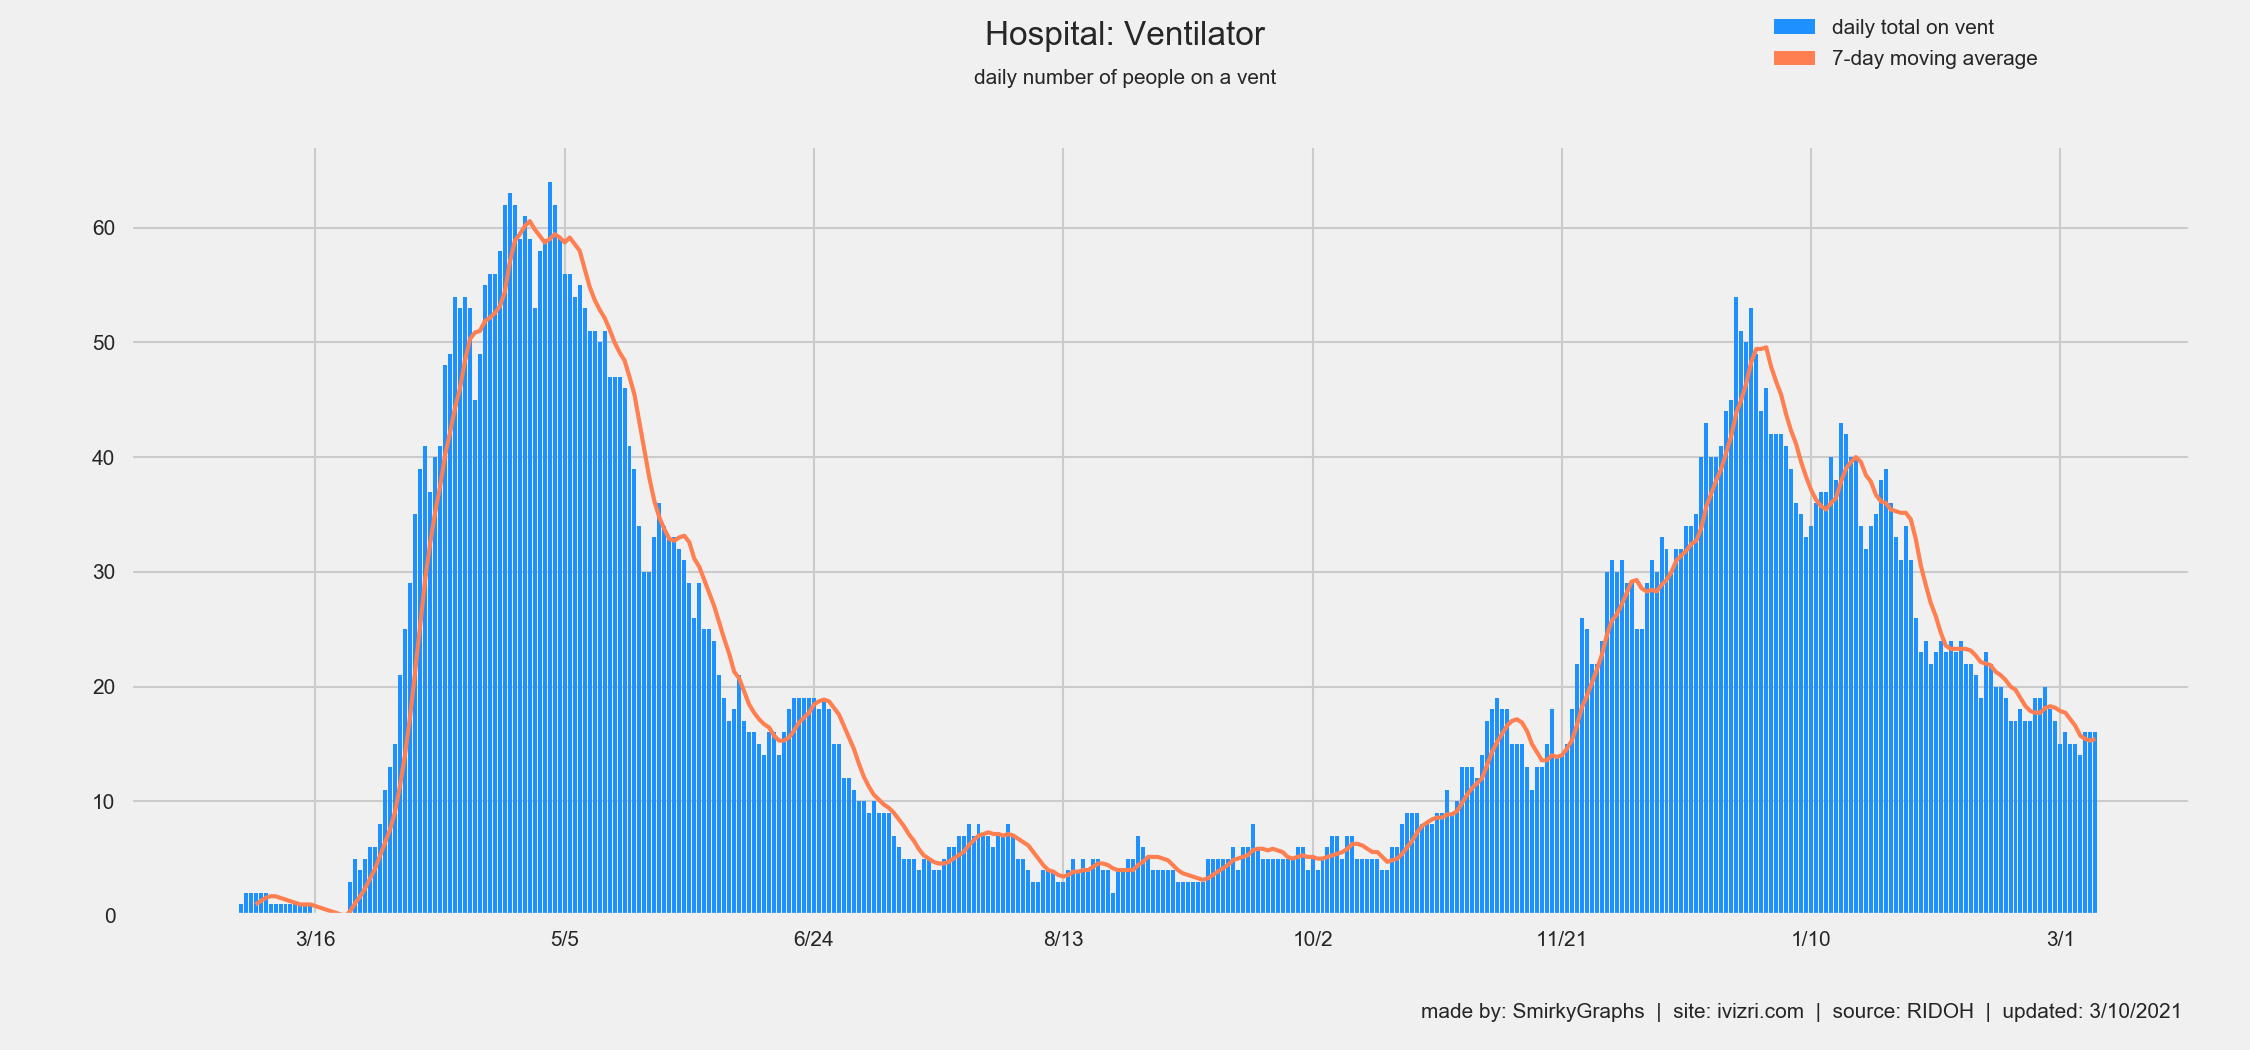 Hospital: Ventilator
daily number of people on a vent
daily total on vent
7-day moving average
60
50
40
30
20
10
0
3/16 5/5 6/24 8/13 10/2 11/21 1/10 3/1
made by: SmirkyGraphs | site: ivizri.com | source: RIDOH | updated: 3/10/2021